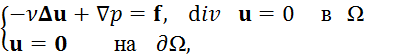 −νΔu + ∇p = f, div u = 0 в Ω
u = 0 на ∂Ω,